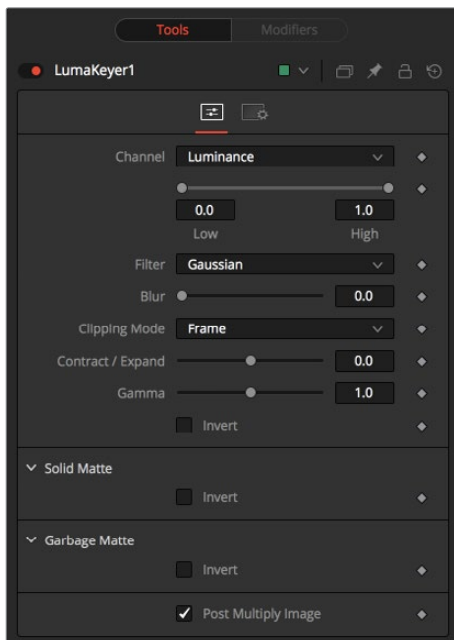 Tools Modifiers
LumaKeyer1
Channel Luminance
0.0 1.0
Low High
Filter Gaussian
Blur 0.0
Clipping Mode Frame
Contract / Expand 0.0
Gamma 1.0
Invert
Solid Matte
Invert
Garbage Matte
Invert
Post Multiply Image